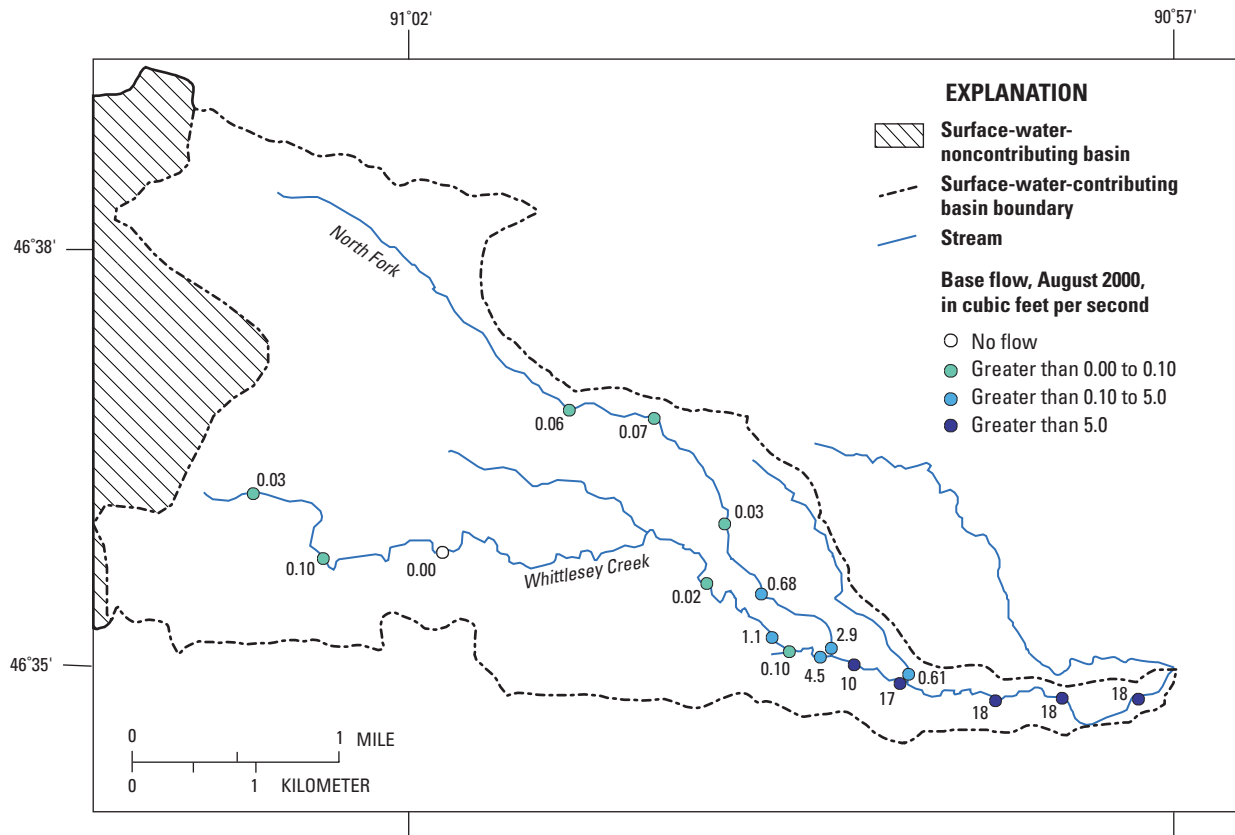 91°02'
90°57'
EXPLANATION
Surface-water-
noncontributing basin
Surface-water-contributing
basin boundary
Stream
Base flow, August 2000,
in cubic feet per second
No flow
Greater than 0.00 to 0.10
Greater than 0.10 to 5.0
Greater than 5.0
46°38'
North Fork
0.06
0.07
0.03
0.03
0.10
0.00
Whittlesey Creek
0.02
0.68
1.1
2.9
46°35'
0.10
4.5
10
0.61
17
18
18
18
0 1 MILE
0 1 KILOMETER